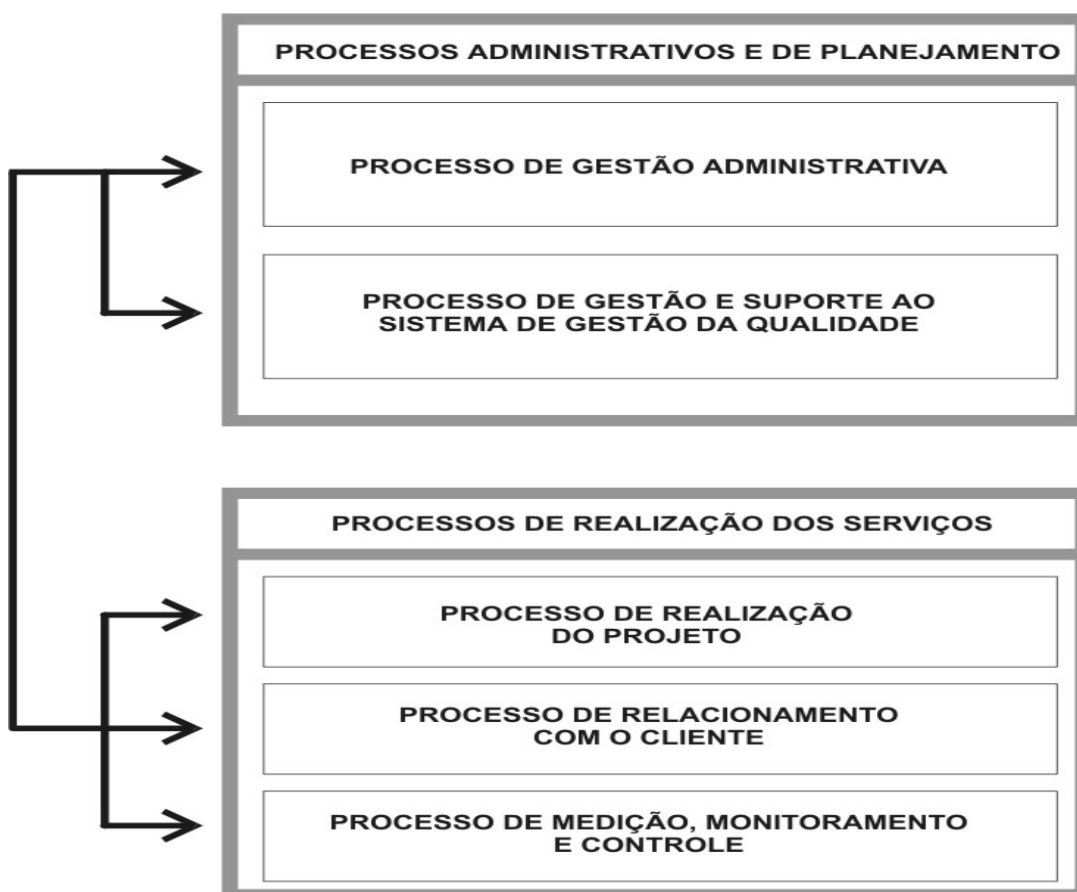 PROCESSOS ADMINISTRATIVOS E DE PLANEJAMENTO
PROCESSO DE GESTÃO ADMINISTRATIVA
PROCESSO DE GESTÃO E SUPORTE AO
SISTEMA DE GESTÃO DA QUALIDADE
PROCESSOS DE REALIZAÇÃO DOS SERVIÇOS
PROCESSO DE REALIZAÇÃO
DO PROJETO
PROCESSO DE RELACIONAMENTO
COM O CLIENTE
PROCESSO DE MEDIÇÃO, MONITORAMENTO
E CONTROLE